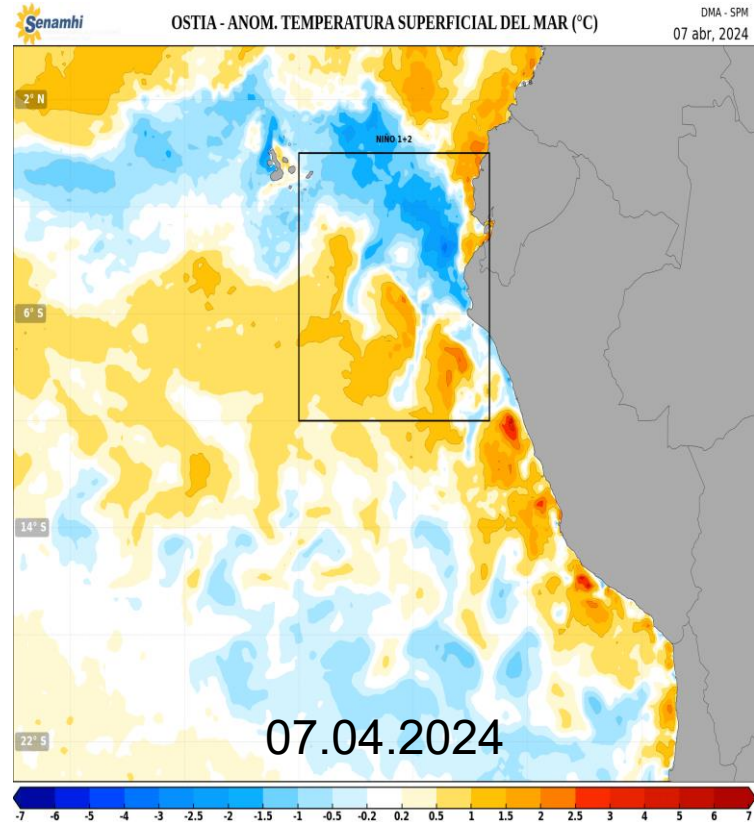 Senamhi
OSTIA - ANOM. TEMPERATURA SUPERFICIAL DEL MAR (°C)
DMA - SPM
07 abr, 2024
2° N
NIÑO 1+2
6° S
14° S
22° S
07.04.2024
-7 -6 -5 -4 -3 -2.5 -2 -1.5 -1 -0.5 -0.2 0.2 0.5 1 1.5 2 2.5 3 4 5 6 7